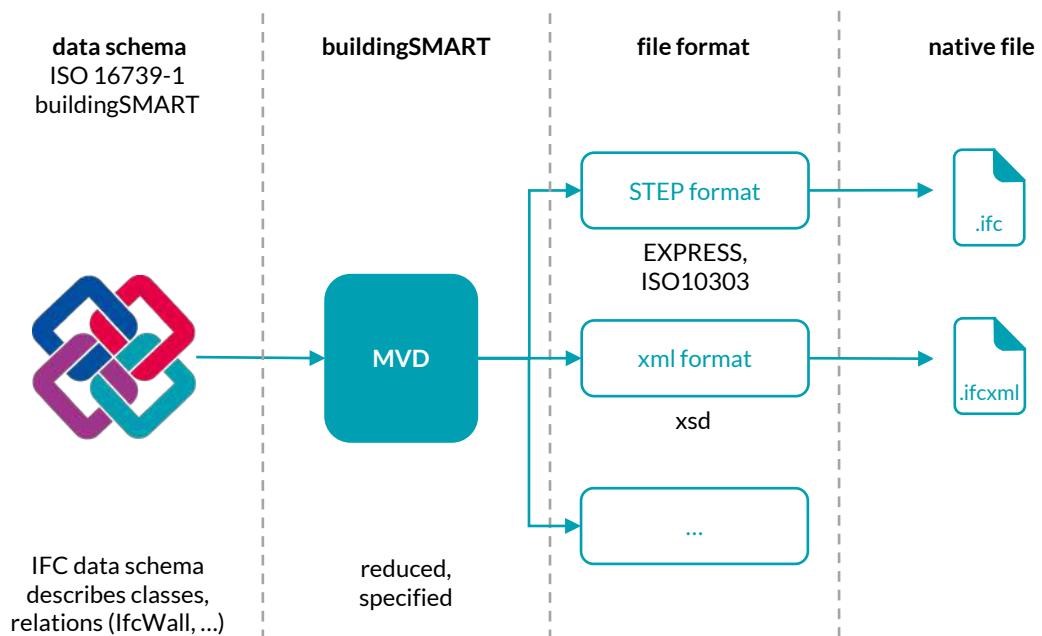 data schema
ISO 16739-1
buildingSMART
buildingSMART
file format
native file
STEP format
.ifc
EXPRESS,
ISO10303
MVD
xml format
.ifcxml
xsd
...
IFC data schema
describes classes,
relations (IfcWall, ...)
reduced,
specified